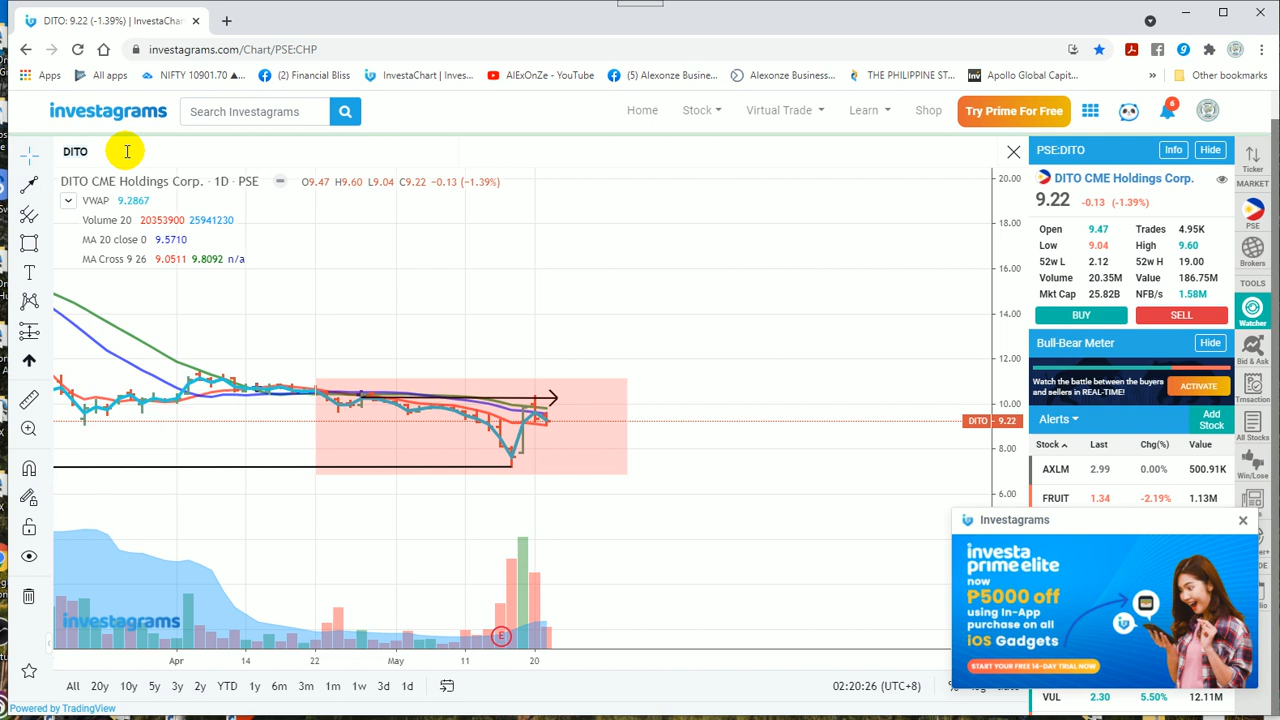 DITO: 9.22 (-1.39%) | InvestaChar
investagrams.com/Chart/PSE:CHP
Apps
All apps
NIFTY 10901.70 ▲...
(2) Financial Bliss
InvestaChart | Inves...
AlExOnZe - YouTube
(5) Alexonze Busine...
Alexonze Business...
THE PHILIPPINE ST...
Apollo Global Capit...
Other bookmarks
investagrams
Search Investagrams
Home
Stock
Virtual Trade
Learn
Shop
Try Prime For Free
6
DITO
DITO CME Holdings Corp. · 1D · PSE
O9.47 H9.60 L9.04 C9.22 -0.13 (-1.39%)
VWAP 9.2867
Volume 20 20353900 25941230
MA 20 close 0 9.5710
MA Cross 9 26 9.0511 9.8092 n/a
20.00
18.00
16.00
14.00
12.00
10.00
DITO 9.22
8.00
6.00
investagrams
E
Apr
14
22
May
11
20
All 20y 10y 5y 3y 2y YTD 1y 6m 3m 1m 1w 3d 1d
02:20:26 (UTC+8)
%
Powered by TradingView
PSE:DITO
Info
Hide
DITO CME Holdings Corp.
9.22 -0.13 (-1.39%)
Open 9.47 Trades 4.95K
Low 9.04 High 9.60
52w L 2.12 52w H 19.00
Volume 20.35M Value 186.75M
Mkt Cap 25.82B NFB/s 1.58M
BUY
SELL
Bull-Bear Meter
Hide
Watch the battle between the buyers
and sellers in REAL-TIME!
ACTIVATE
Alerts
Add
Stock
Stock Last Chg(%) Value
AXLM 2.99 0.00% 500.91K
FRUIT 1.34 -2.19% 1.13M
VUL 2.30 5.50% 12.11M
Ticker
MARKET
PSE
Brokers
TOOLS
Watcher
Bid & Ask
Trnsaction
All Stocks
Win/Lose
Investagrams
investa
prime elite
now
₱5000 off
using In-App
purchase on all
iOS Gadgets
START YOUR FREE 14-DAY TRIAL NOW